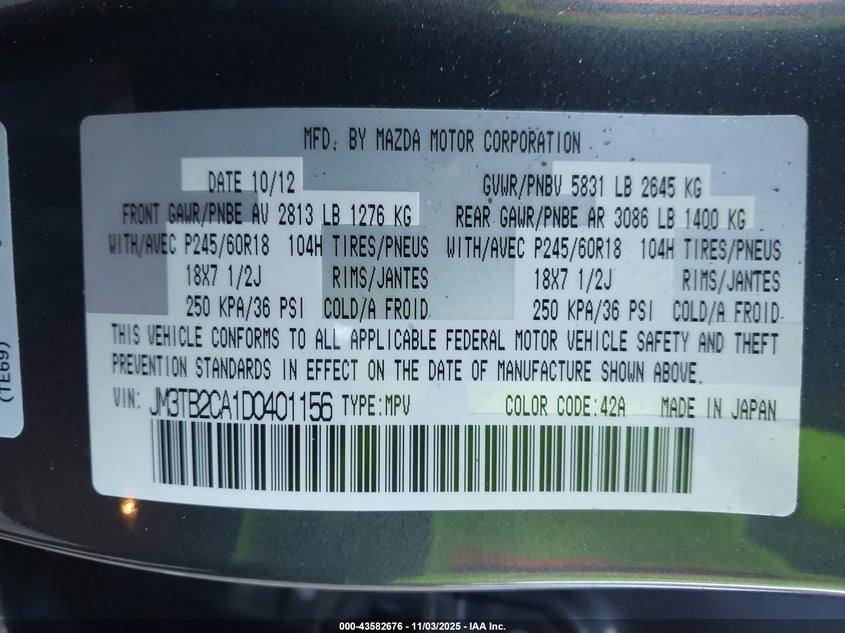 MFD. BY MAZDA MOTOR CORPORATION
DATE 10/12 GVWR/PNBV 5831 LB 2645 KG
FRONT GAWR/PNBE AV 2813 LB 1276 KG REAR GAWR/PNBE AR 3086 LB 1400 KG
WITH/AVEC P245/60R18 104H TIRES/PNEUS WITH/AVEC P245/60R18 104H TIRES/PNEUS
18X7 1/2J RIMS/JANTES 18X7 1/2J RIMS/JANTES
250 KPA/36 PSI COLD/A FROID 250 KPA/36 PSI COLD/A FROID
THIS VEHICLE CONFORMS TO ALL APPLICABLE FEDERAL MOTOR VEHICLE SAFETY AND THEFT
PREVENTION STANDARDS IN EFFECT ON THE DATE OF MANUFACTURE SHOWN ABOVE.
VIN: JM3TB2CA1D0401156 TYPE:MPV COLOR CODE:42A MADE IN JAPAN
(TE69)
000-43582676 - 11/03/2025 - IAA Inc.